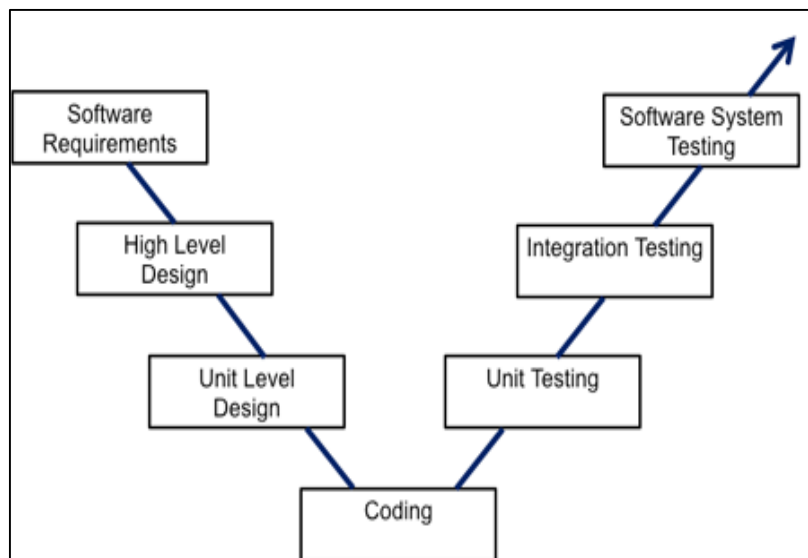 Software
Requirements
Software System
Testing
High Level
Design
Integration Testing
Unit Level
Design
Unit Testing
Coding